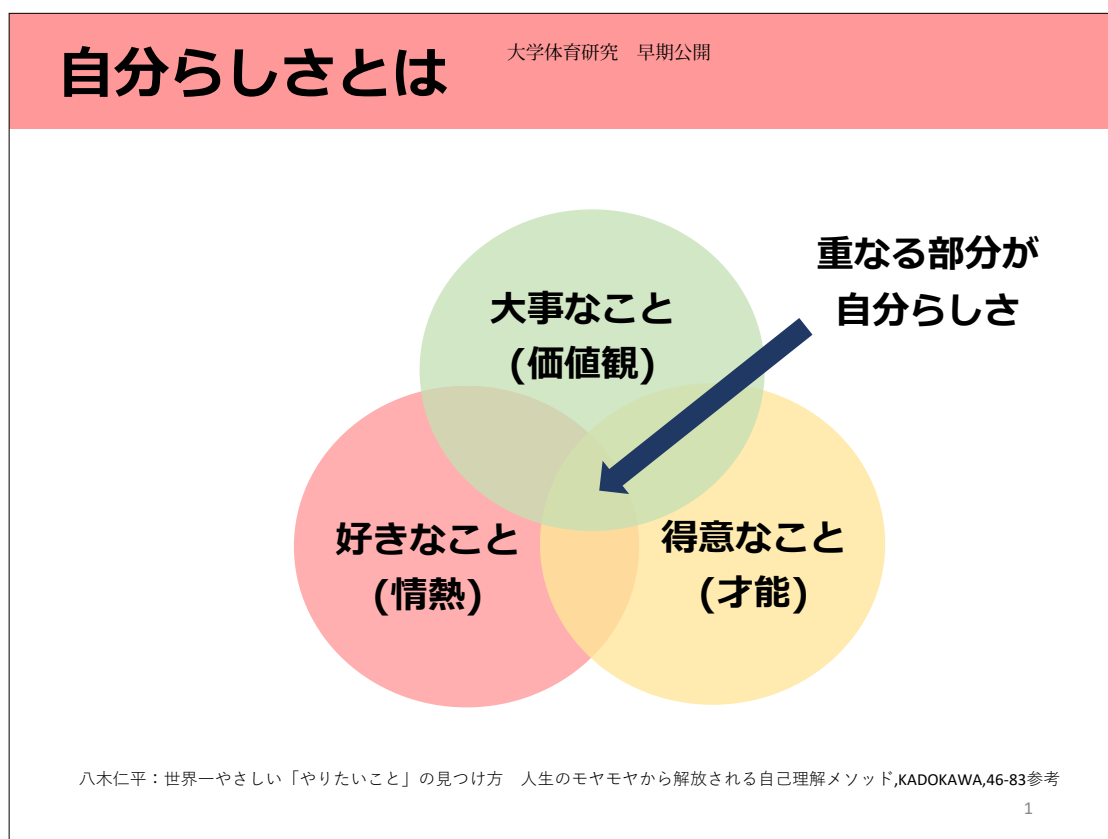 自分らしさとは
大学体育研究　早期公開
重なる部分が
自分らしさ
大事なこと
(価値観)
好きなこと
(情熱)
得意なこと
(才能)
八木仁平：世界一やさしい「やりたいこと」の見つけ方　人生のモヤモヤから解放される自己理解メソッド,KADOKAWA,46-83参考
1